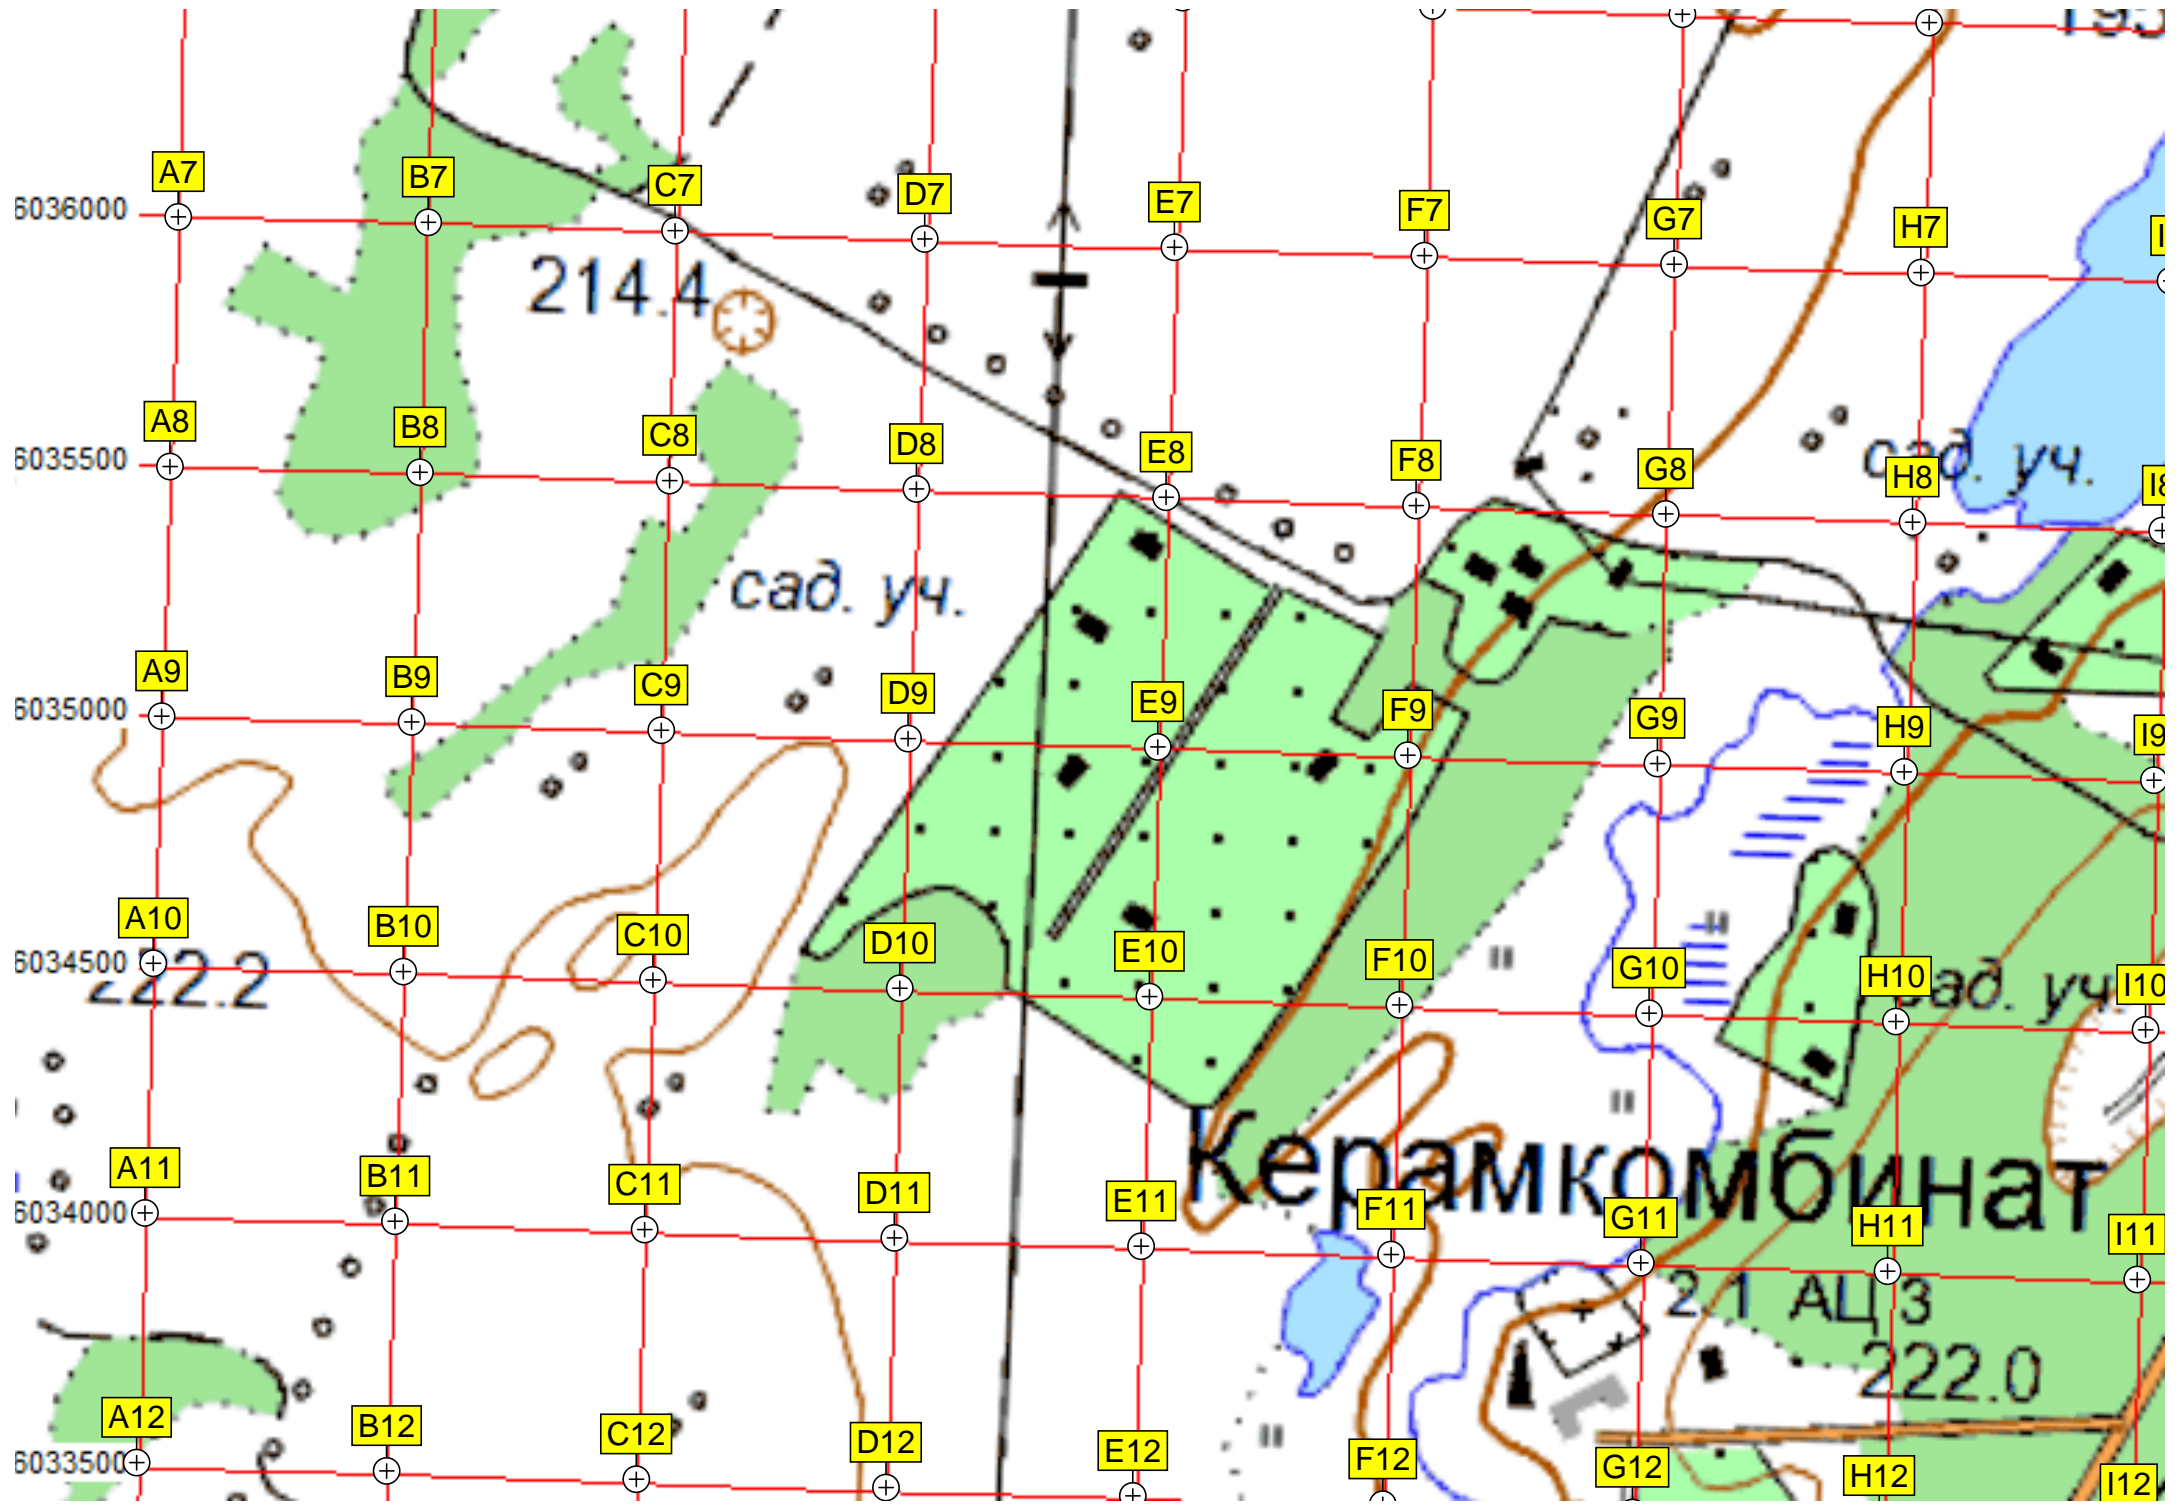 A7 B7 C7 D7 E7 F7 G7 H7
6036000
214.4
A8 B8 C8 D8 E8 F8 G8 H8 I8
6035500
сад. уч.
сад. уч.
A9 B9 C9 D9 E9 F9 G9 H9 I9
6035000
A10 B10 C10 D10 E10 F10 G10 H10 I10
6034500
222.2
сад. уч.
Керамкомбинат
A11 B11 C11 D11 E11 F11 G11 H11 I11
6034000
222.0
A12 B12 C12 D12 E12 F12 G12 H12 I12
6033500